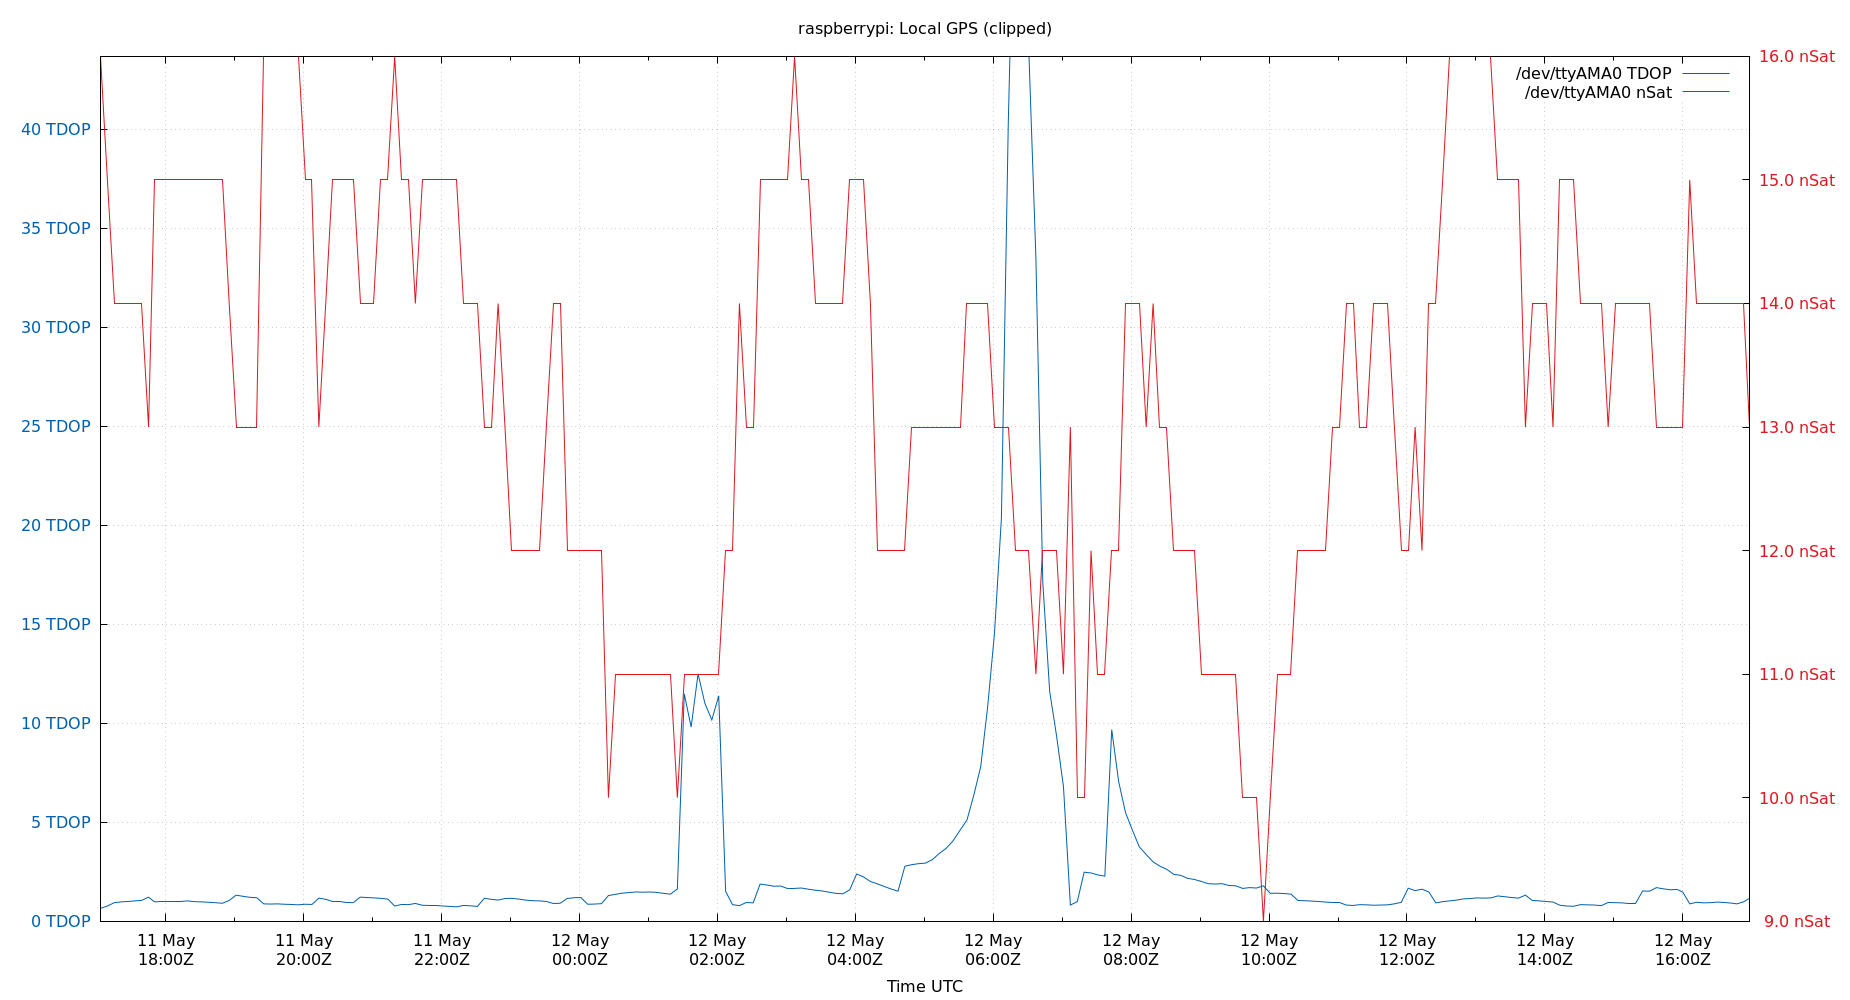 raspberrypi: Local GPS (clipped)
/dev/ttyAMA0 TDOP
/dev/ttyAMA0 nSat
40 TDOP
35 TDOP
30 TDOP
25 TDOP
20 TDOP
15 TDOP
10 TDOP
5 TDOP
0 TDOP
16.0 nSat
15.0 nSat
14.0 nSat
13.0 nSat
12.0 nSat
11.0 nSat
10.0 nSat
9.0 nSat
11 May
18:00Z
11 May
20:00Z
11 May
22:00Z
12 May
00:00Z
12 May
02:00Z
12 May
04:00Z
12 May
06:00Z
12 May
08:00Z
12 May
10:00Z
12 May
12:00Z
12 May
14:00Z
12 May
16:00Z
Time UTC